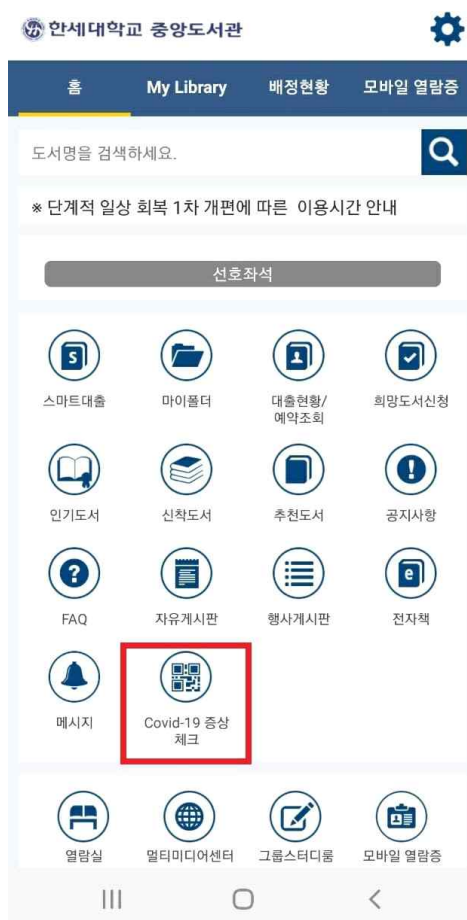 한세대학교 중앙도서관
홈 My Library 배정현황 모바일 열람증
도서명을 검색하세요.
※ 단계적 일상 회복 1차 개편에 따른 이용시간 안내
선호좌석
스마트대출 마이폴더 대출현황/ 희망도서신청
예약조회
인기도서 신착도서 추천도서 공지사항
FAQ 자유게시판 행사게시판 전자책
메시지 Covid-19 증상
체크
열람실 멀티미디어센터 그룹스터디룸 모바일 열람증